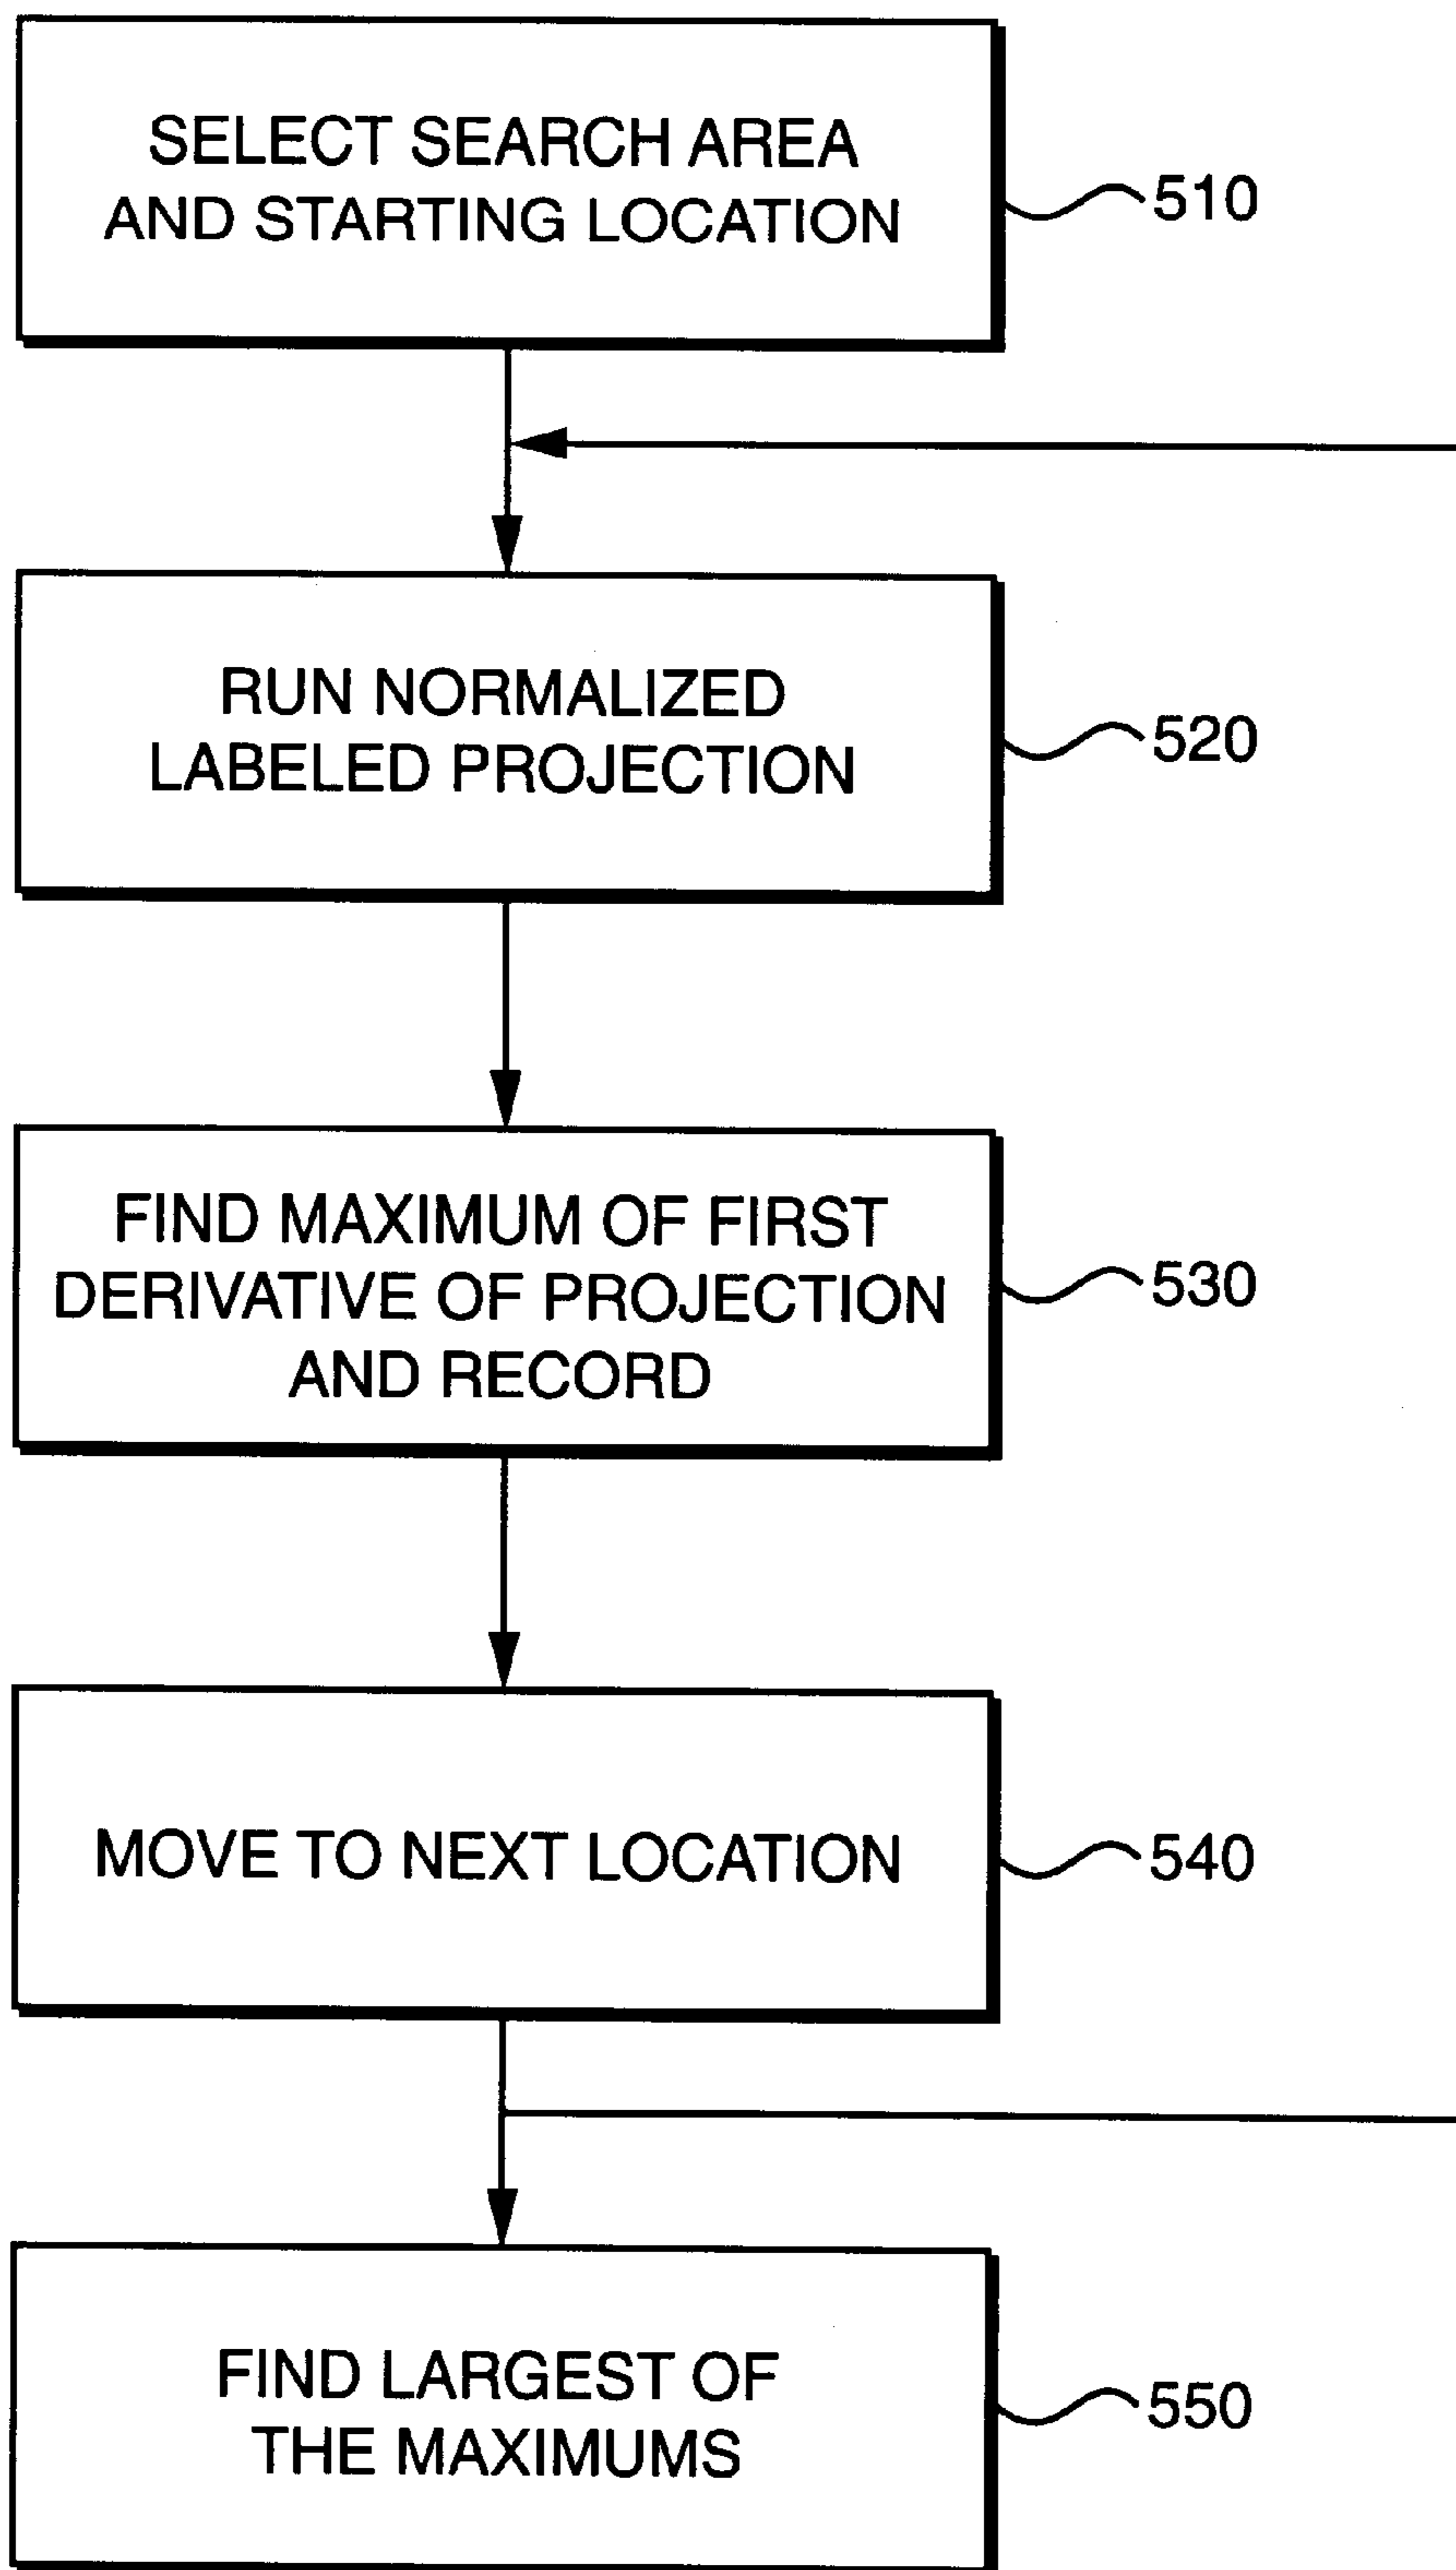 SELECT SEARCH AREA
AND STARTING LOCATION
510
RUN NORMALIZED
LABELED PROJECTION
520
FIND MAXIMUM OF FIRST
DERIVATIVE OF PROJECTION
AND RECORD
530
MOVE TO NEXT LOCATION
540
FIND LARGEST OF
THE MAXIMUMS
550